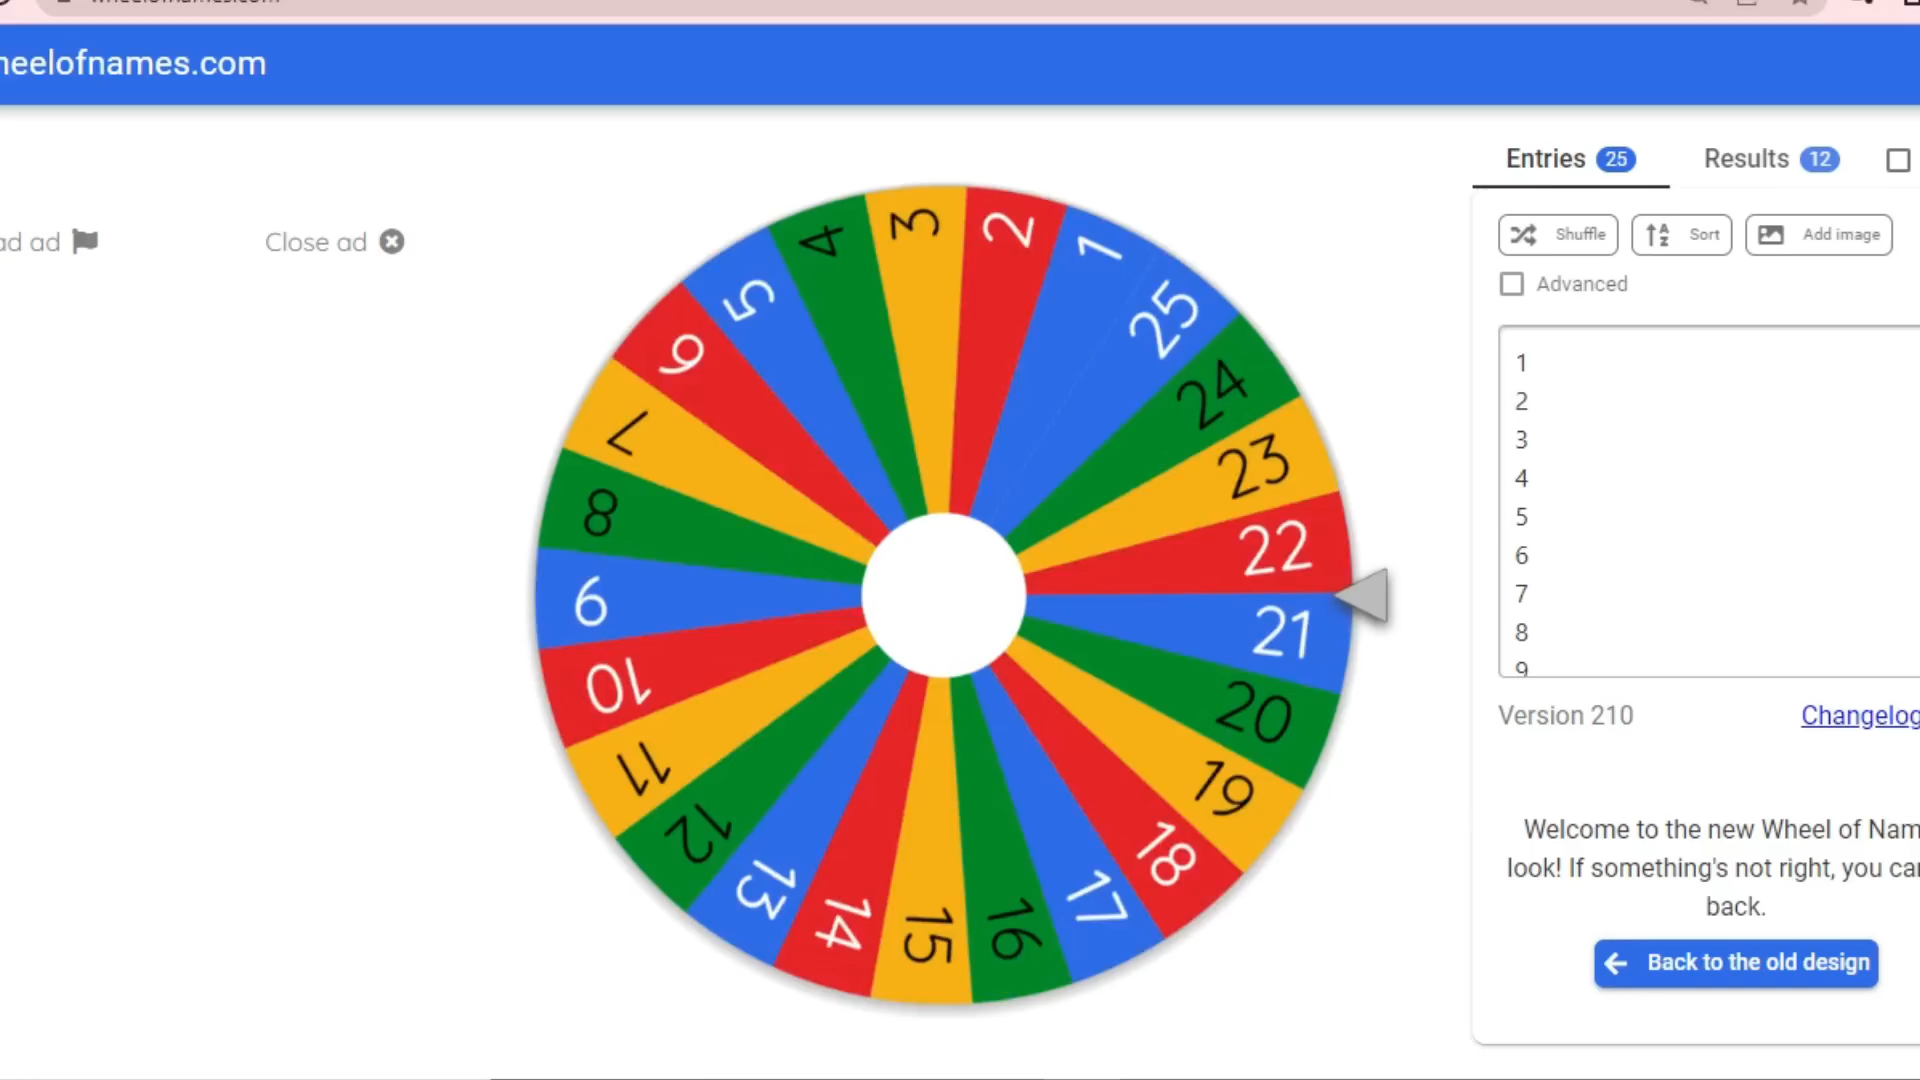 heelofnames.com
Entries 25
Results 12
ad ad
Close ad
Shuffle
Sort
Add image
Advanced
1
2
3
4
5
6
7
8
9
Version 210
Changelog
Welcome to the new Wheel of Nam
look! If something's not right, you ca
back.
Back to the old design
1
2
3
4
5
6
7
8
9
10
11
12
13
14
15
16
17
18
19
20
21
22
23
24
25